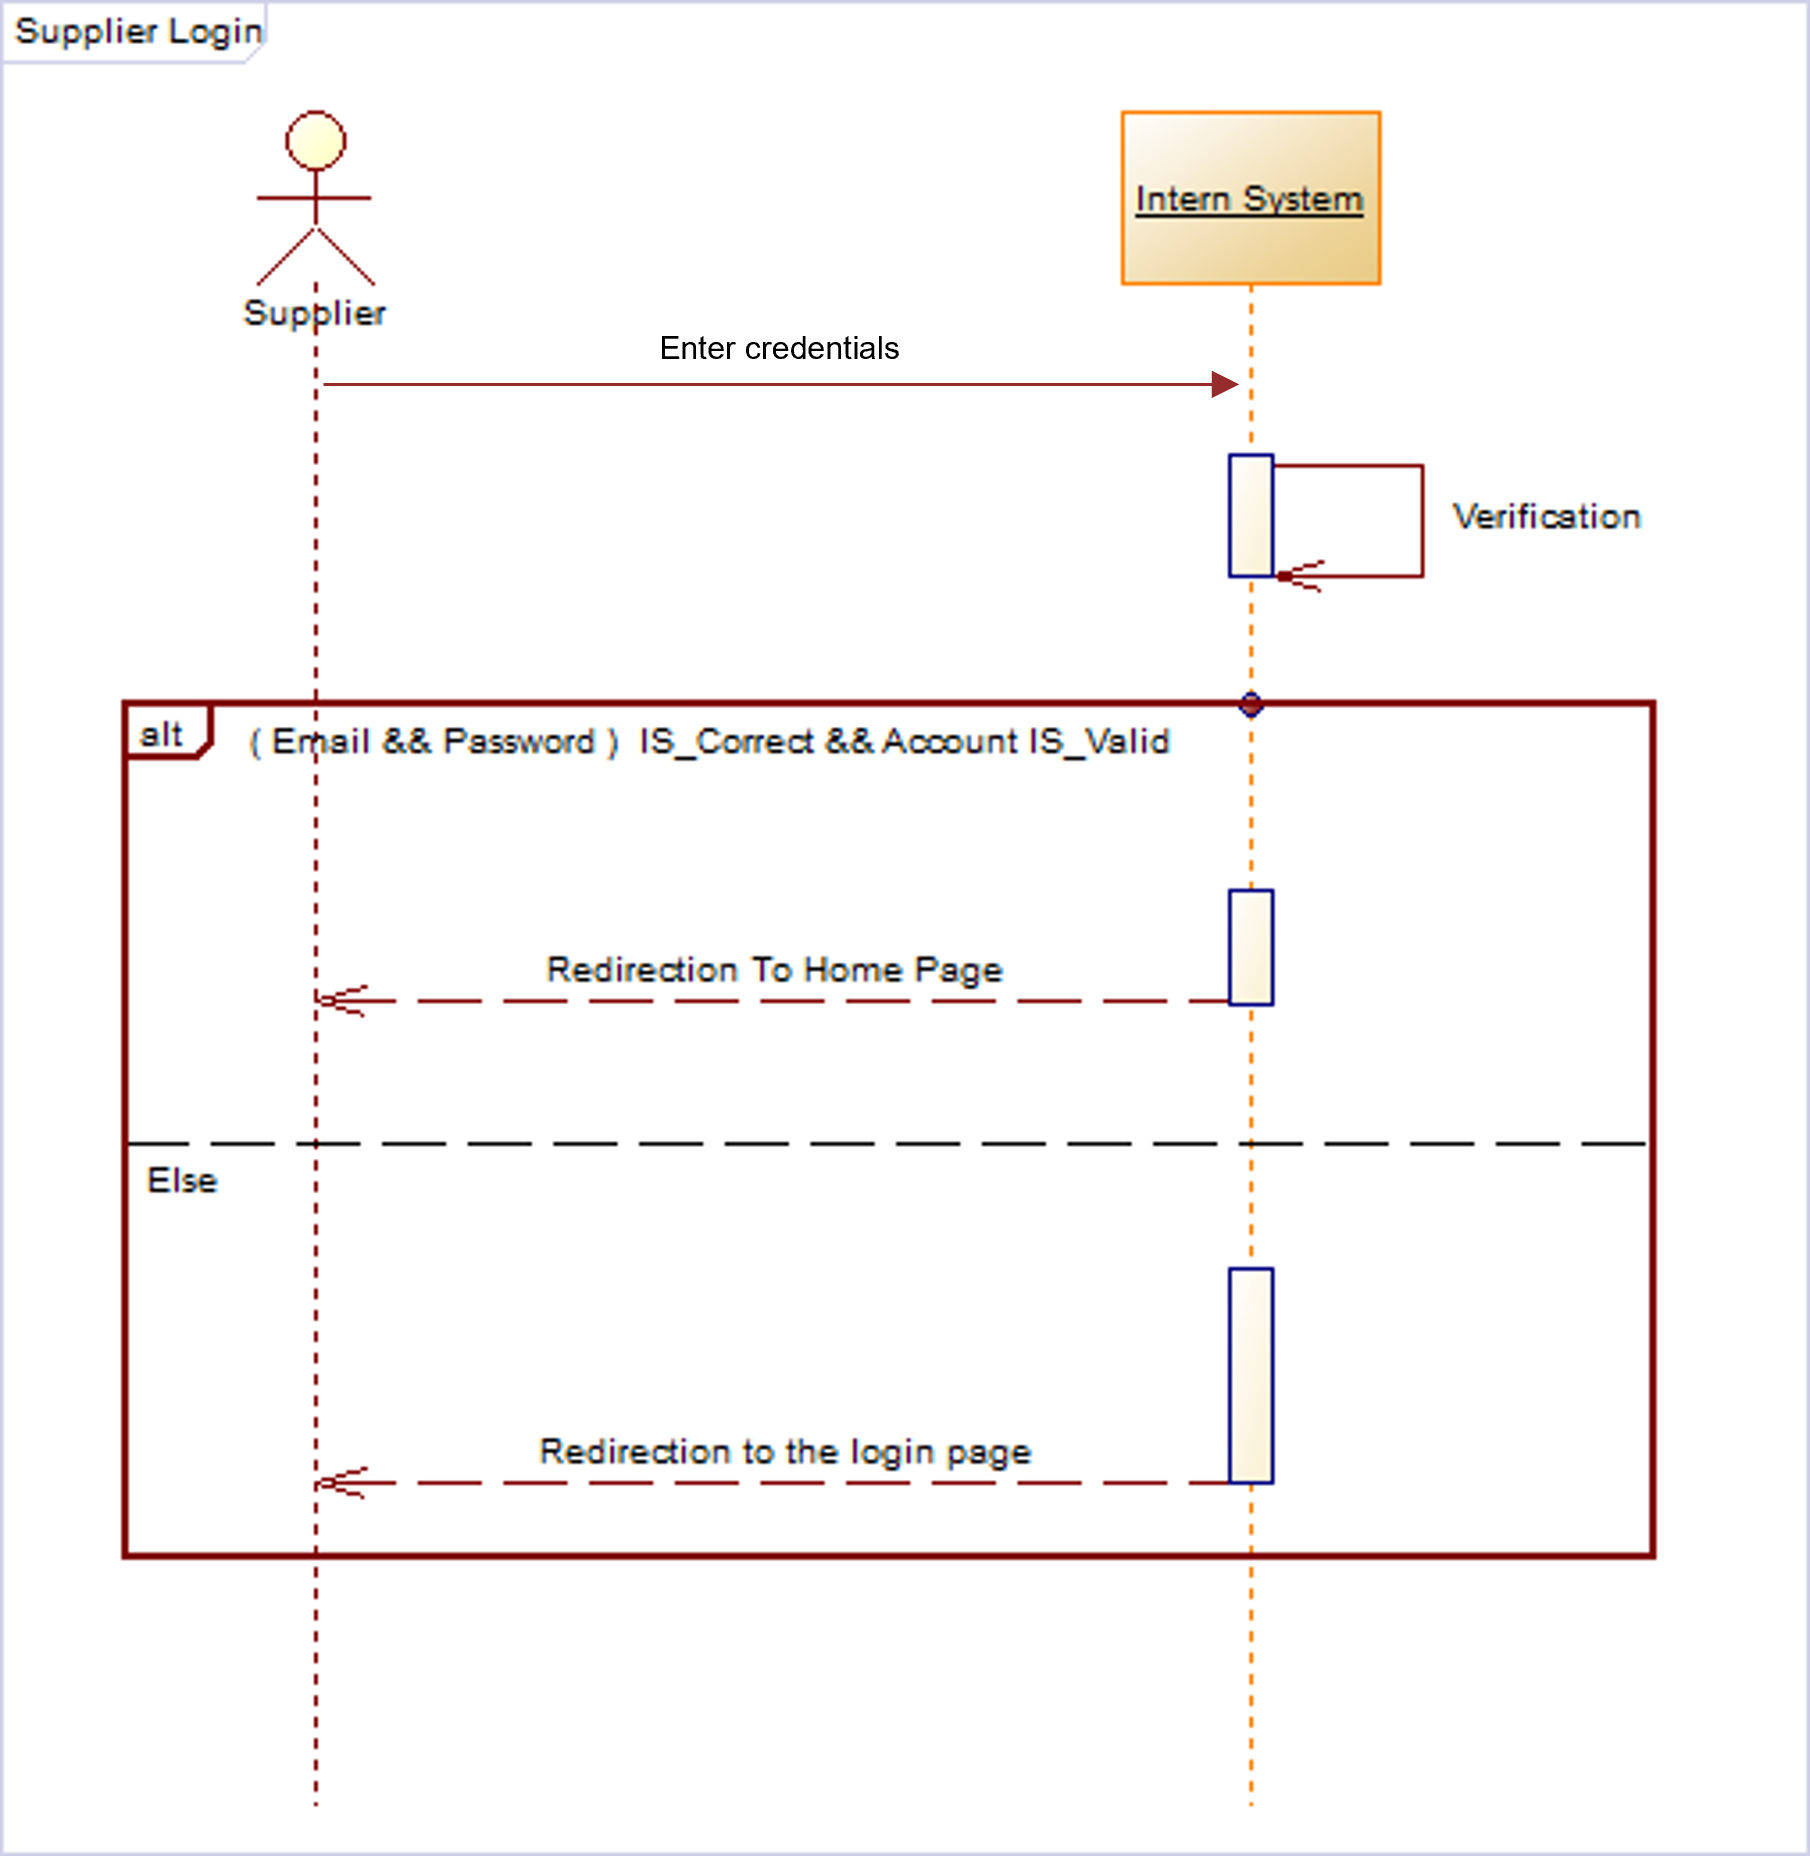 Supplier Login
Intern System
Supplier
Enter credentials
Verification
alt
( Email && Password )  IS_Correct && Account IS_Valid
Redirection To Home Page
Else
Redirection to the login page